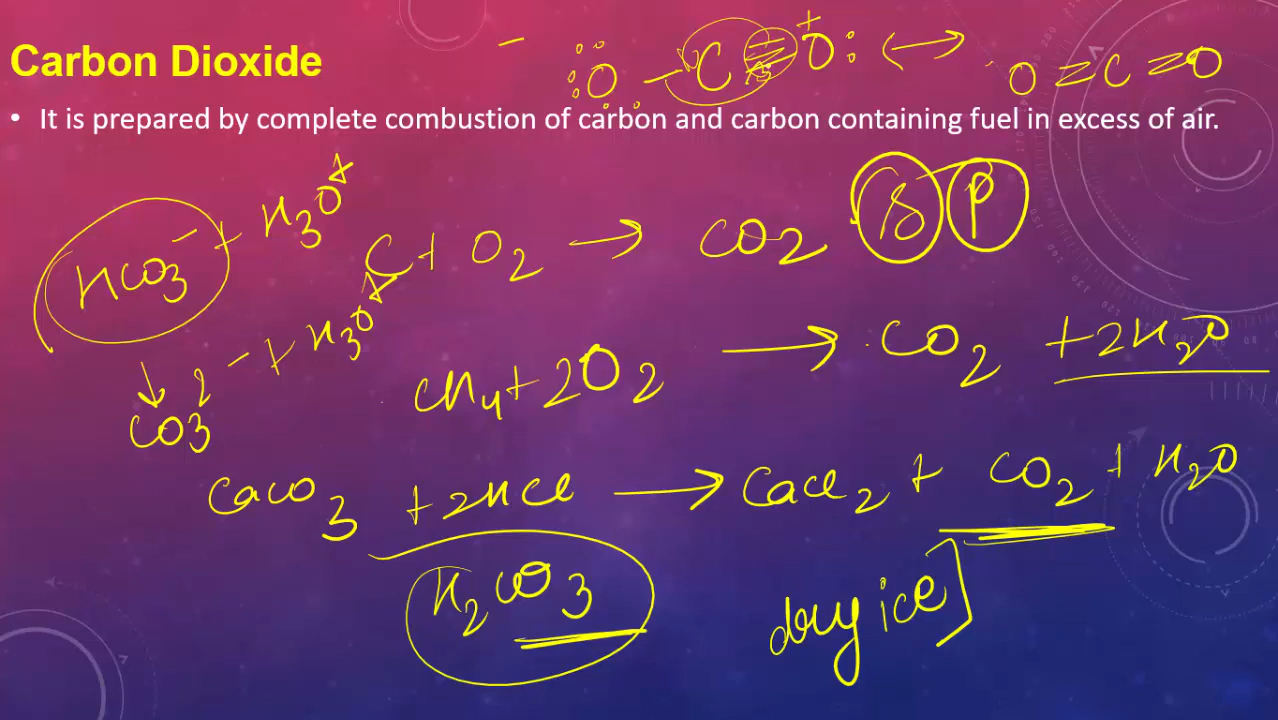 Carbon Dioxide
⁻ :Ö – C ≡ O⁺: ↔ O = C = O
• It is prepared by complete combustion of carbon and carbon containing fuel in excess of air.
HCO3⁻ + H3O⁺
C + O2 → CO2 s p
↓ CO3²⁻ + H3O⁺
CH4 + 2O2 → CO2 + 2H2O
CaCO3 + 2HCl → CaCl2 + CO2 + H2O
H2CO3
dry ice]